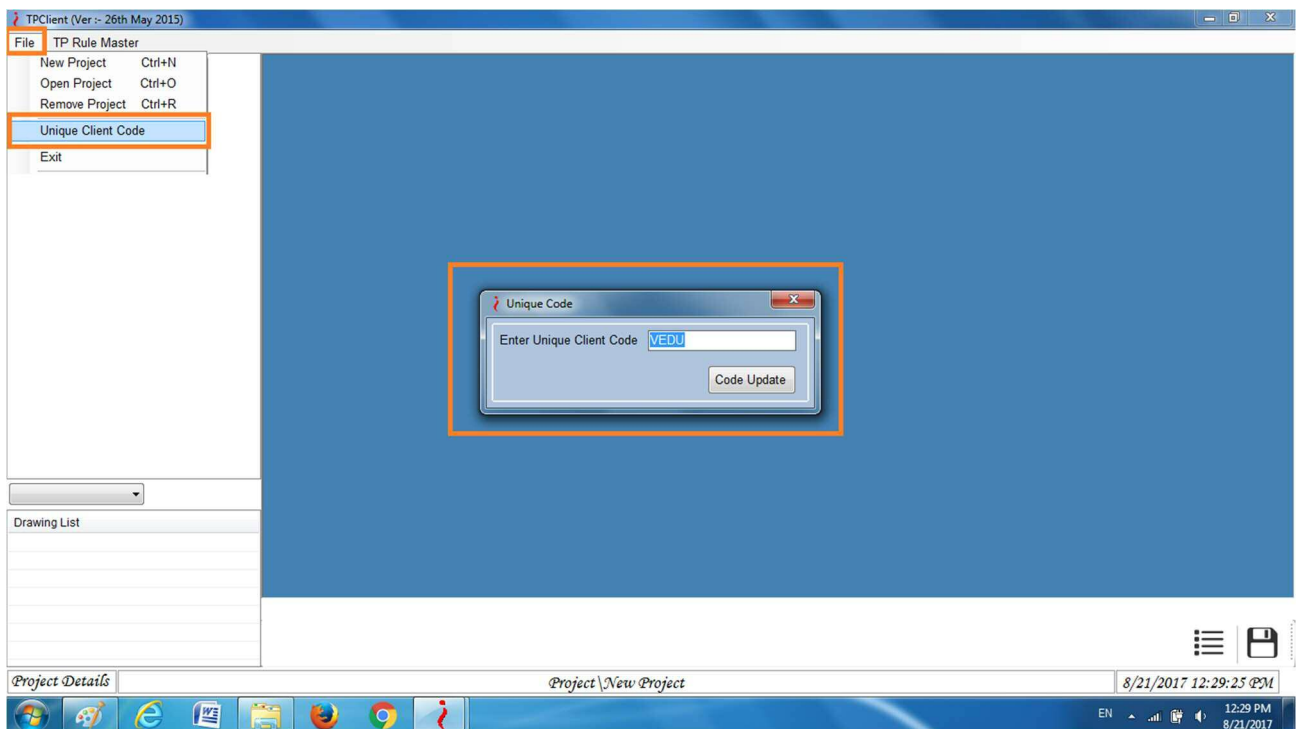 TPClient (Ver :- 26th May 2015)
File TP Rule Master
New Project Ctrl+N
Open Project Ctrl+O
Remove Project Ctrl+R
Unique Client Code
Exit
Unique Code
Enter Unique Client Code VEDU
Code Update
Drawing List
Project Details Project\New Project 8/21/2017 12:29:25 PM
EN 12:29 PM
8/21/2017